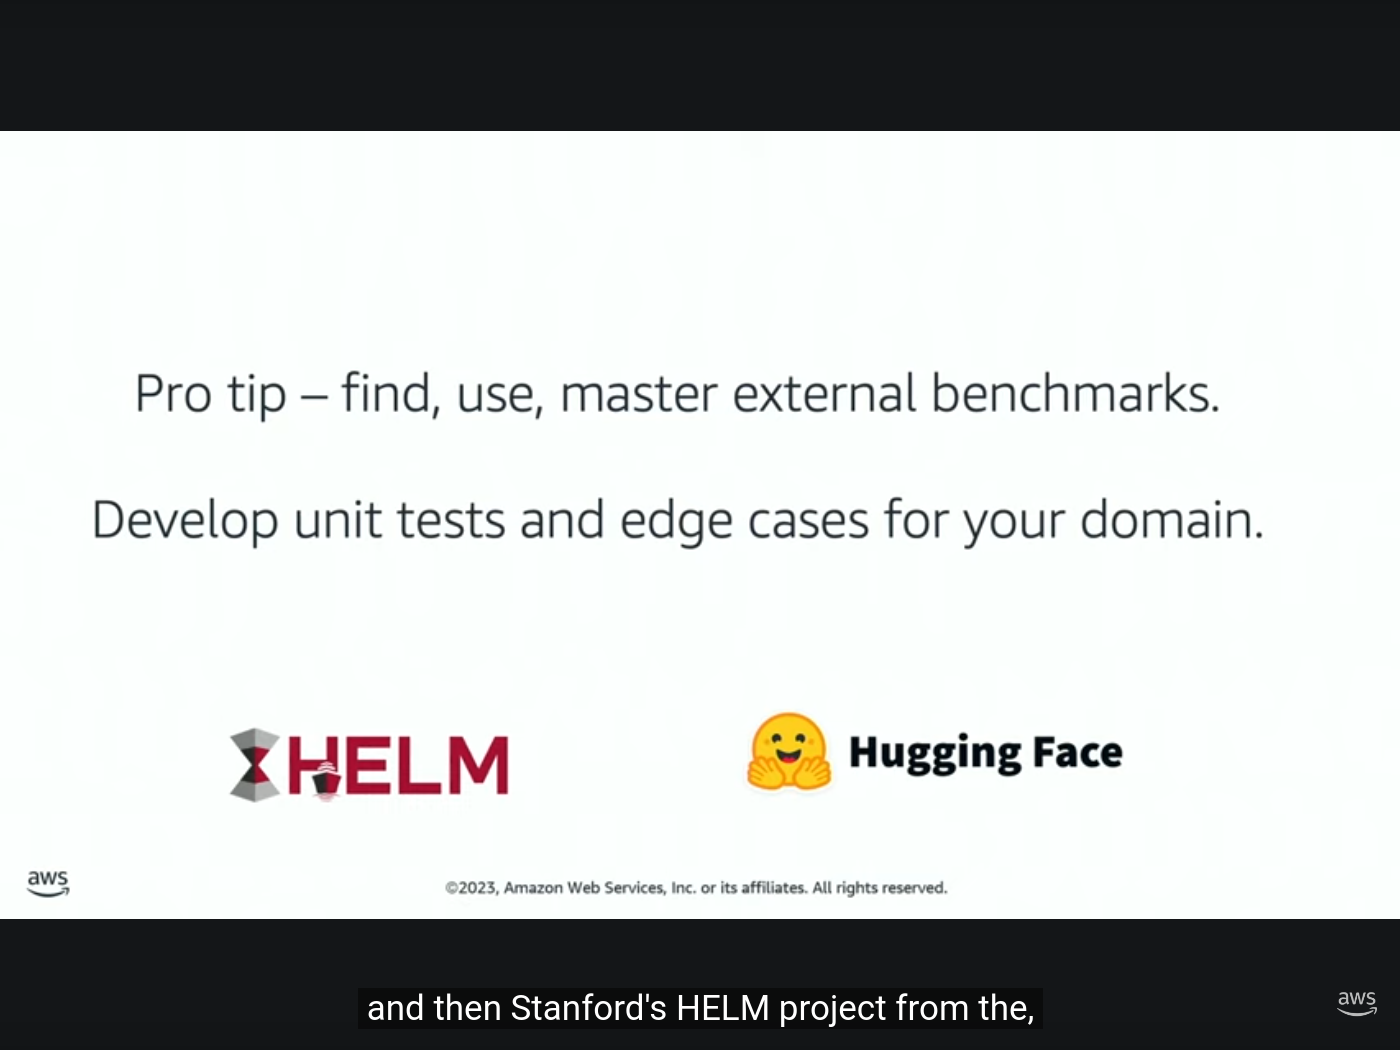 Pro tip – find, use, master external benchmarks.
Develop unit tests and edge cases for your domain.
HELM
Hugging Face
aws
©2023, Amazon Web Services, Inc. or its affiliates. All rights reserved.
and then Stanford's HELM project from the,
aws